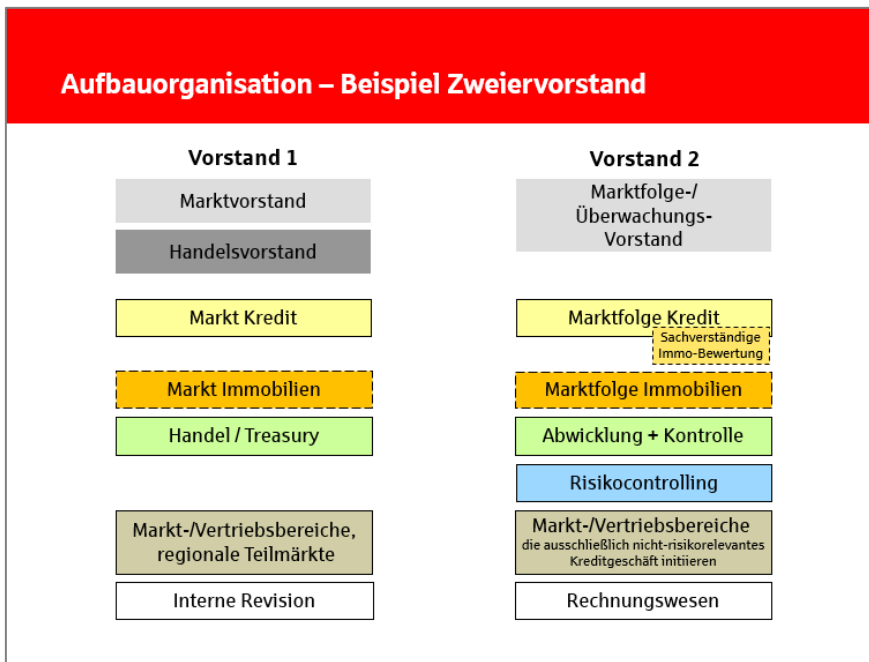 Aufbauorganisation – Beispiel Zweiervorstand
Vorstand 1
Marktvorstand
Handelsvorstand
Markt Kredit
Markt Immobilien
Handel / Treasury
Markt-/Vertriebsbereiche,
regionale Teilmärkte
Interne Revision
Vorstand 2
Marktfolge-/
Überwachungs-
Vorstand
Marktfolge Kredit
Sachverständige
Immo-Bewertung
Marktfolge Immobilien
Abwicklung + Kontrolle
Risikocontrolling
Markt-/Vertriebsbereiche
die ausschließlich nicht-risikorelevantes
Kreditgeschäft initiieren
Rechnungswesen